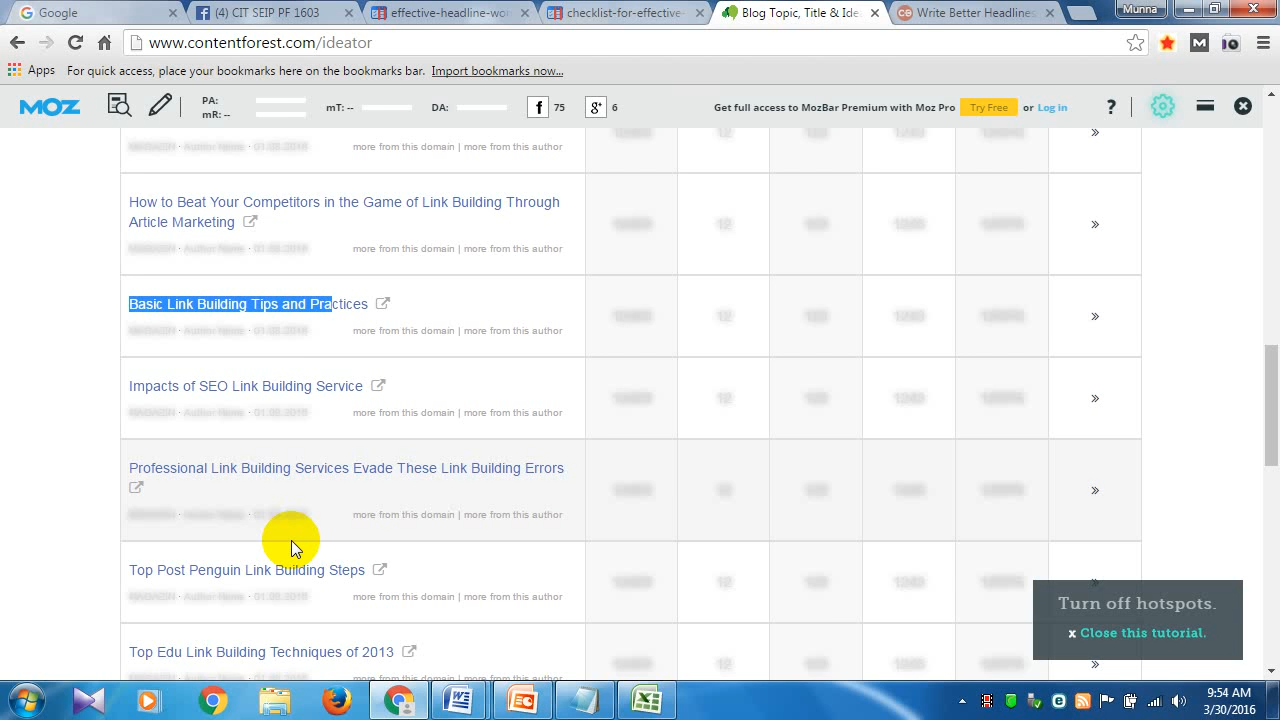 Google
(4) CIT SEIP PF 1603
effective-headline-wor
checklist-for-effective-
Blog Topic, Title & Ide
Write Better Headlines
Munna
www.contentforest.com/ideator
Apps
For quick access, place your bookmarks here on the bookmarks bar. Import bookmarks now...
MOZ
PA:
mR: --
mT: --
DA:
75
6
Get full access to MozBar Premium with Moz Pro Try Free or Log in
?
more from this domain | more from this author
How to Beat Your Competitors in the Game of Link Building Through
Article Marketing
more from this domain | more from this author
Basic Link Building Tips and Practices
more from this domain | more from this author
Impacts of SEO Link Building Service
more from this domain | more from this author
Professional Link Building Services Evade These Link Building Errors
more from this domain | more from this author
Top Post Penguin Link Building Steps
more from this domain | more from this author
Top Edu Link Building Techniques of 2013
Turn off hotspots.
x Close this tutorial.
9:54 AM
3/30/2016